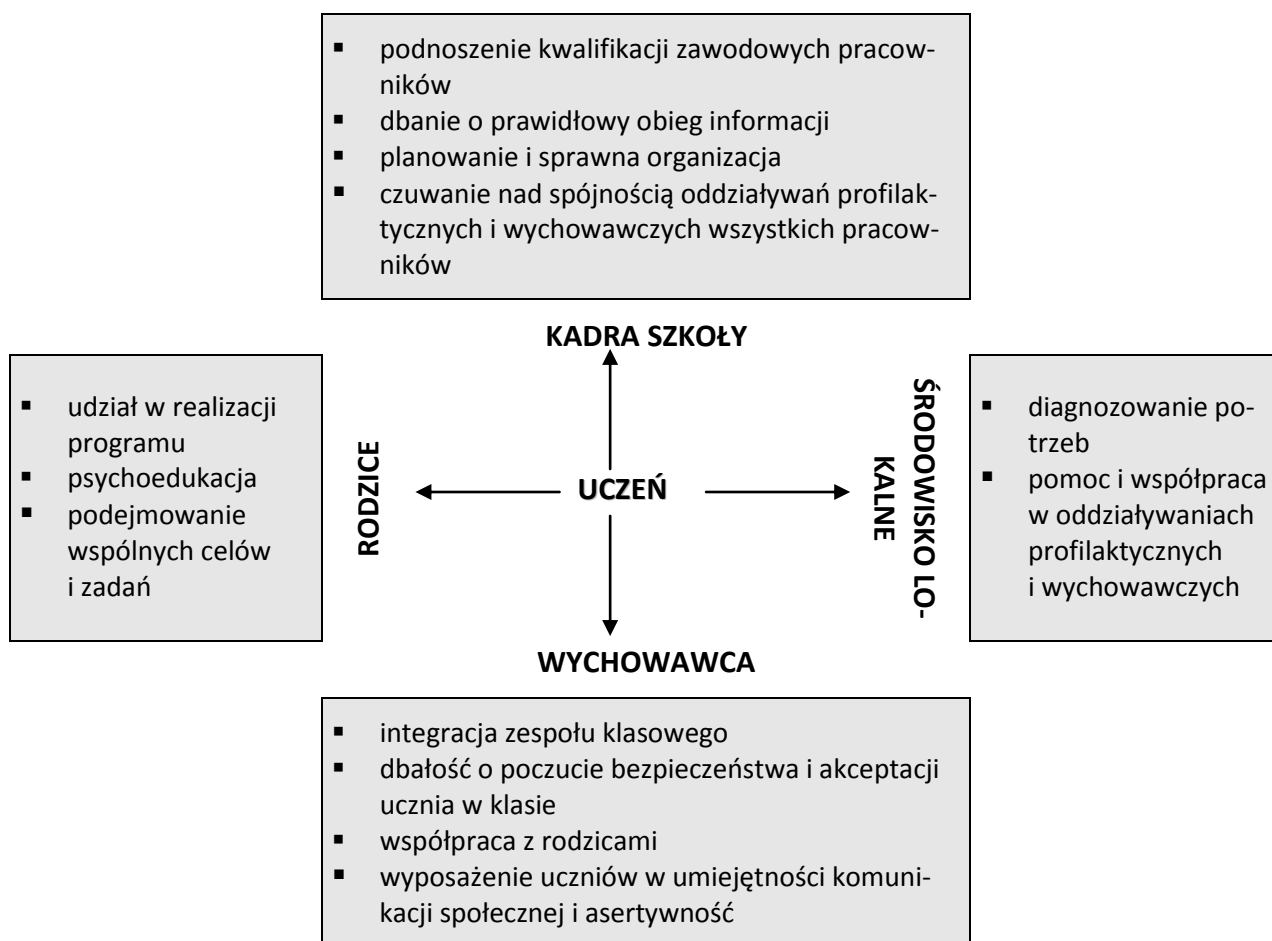 ▪ podnoszenie kwalifikacji zawodowych pracow-
ników
▪ dbanie o prawidłowy obieg informacji
▪ planowanie i sprawna organizacja
▪ czuwanie nad spójnością oddziaływań profilak-
tycznych i wychowawczych wszystkich pracow-
ników
KADRA SZKOŁY
▪ udział w realizacji
programu
▪ psychoedukacja
▪ podejmowanie
wspólnych celów
i zadań
RODZICE
UCZEŃ
ŚRODOWISKO LO-
KALNE
▪ diagnozowanie po-
trzeb
▪ pomoc i współpraca
w oddziaływaniach
profilaktycznych
i wychowawczych
WYCHOWAWCA
▪ integracja zespołu klasowego
▪ dbałość o poczucie bezpieczeństwa i akceptacji
ucznia w klasie
▪ współpraca z rodzicami
▪ wyposażenie uczniów w umiejętności komuni-
kacji społecznej i asertywność